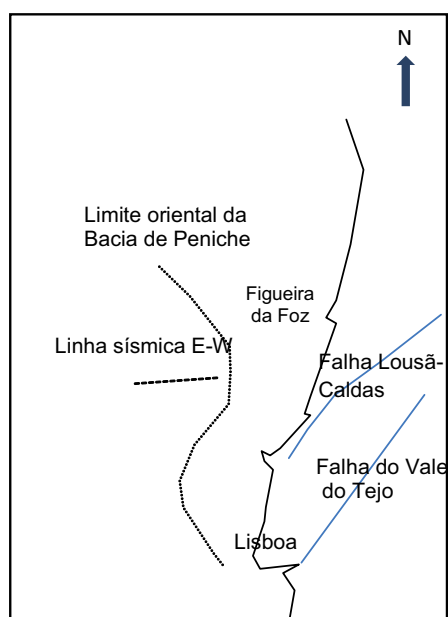 N
Limite oriental da
Bacia de Peniche
Figueira
da Foz
Linha sísmica E-W
Falha Lousã-
Caldas
Falha do Vale
do Tejo
Lisboa